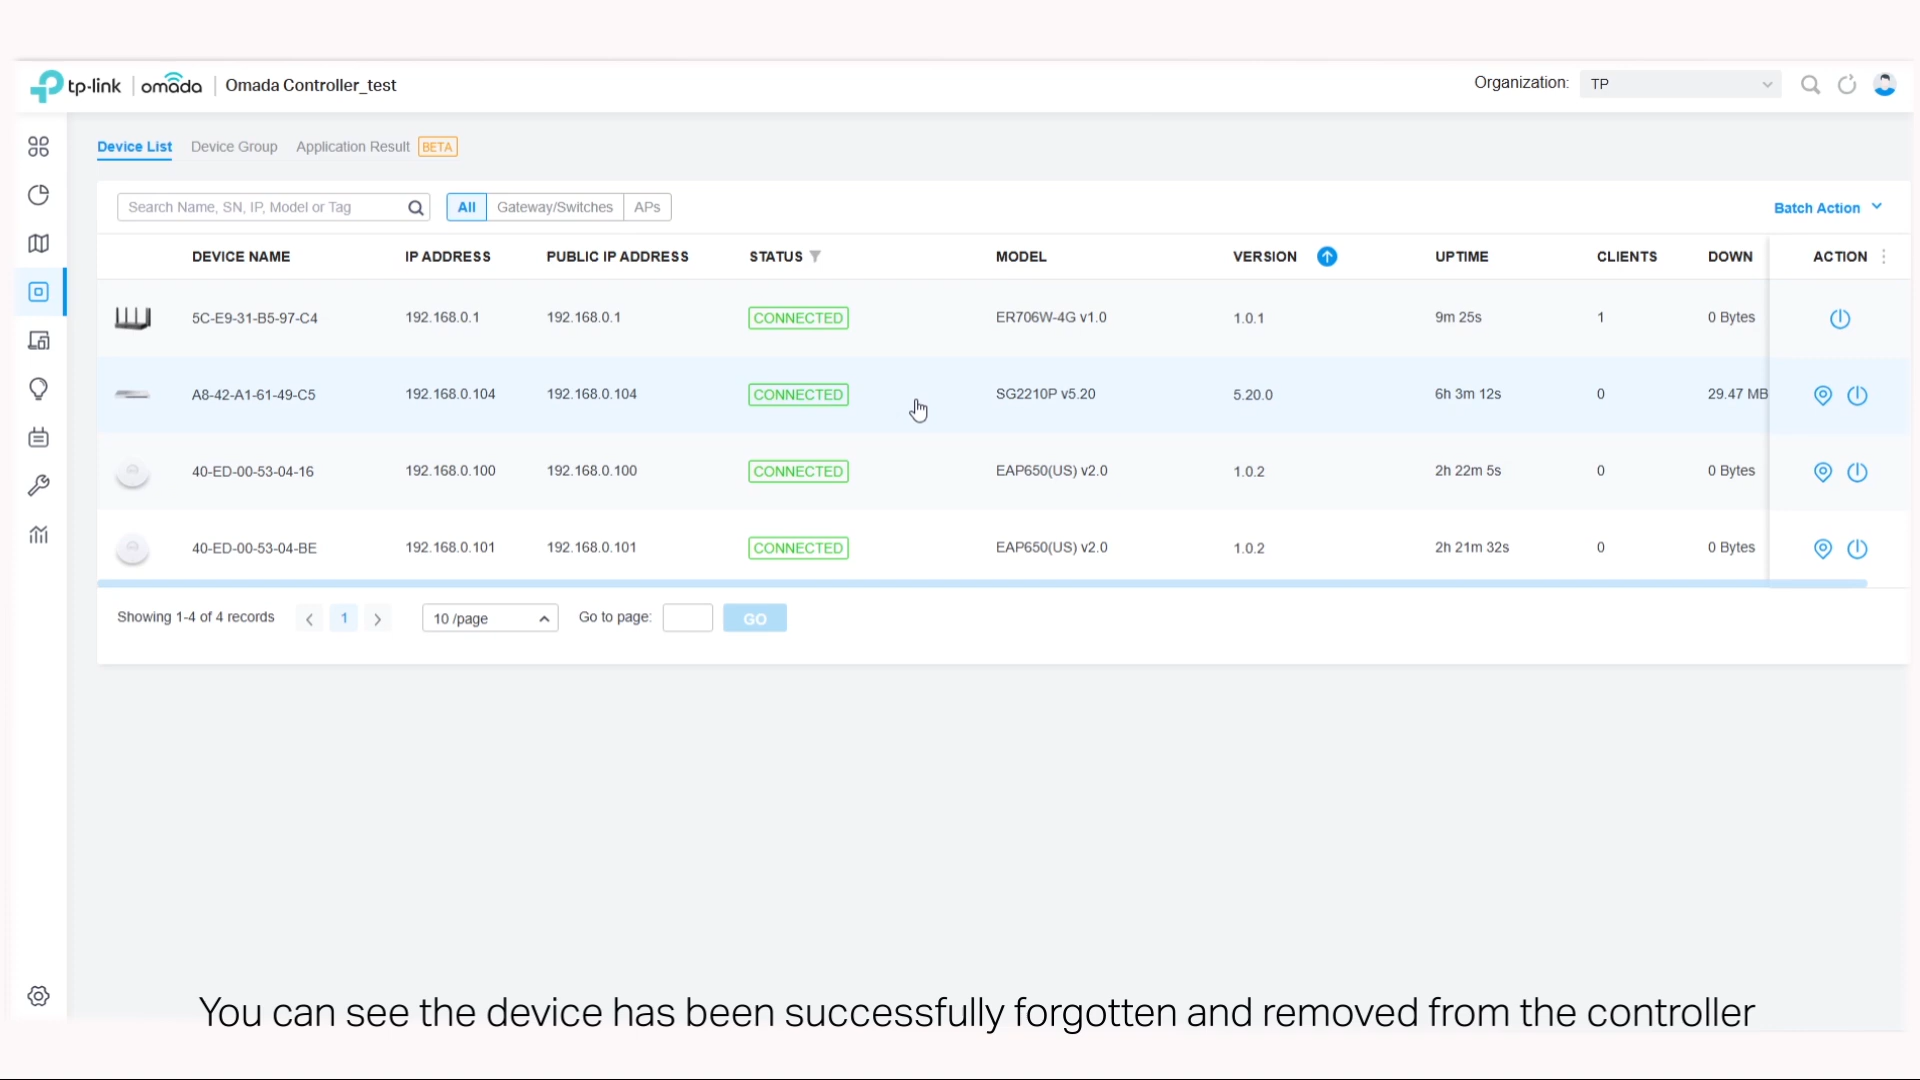 tp-link | omada | Omada Controller_test Organization: TP
Device List Device Group Application Result BETA
Search Name, SN, IP, Model or Tag All Gateway/Switches APs Batch Action
DEVICE NAME IP ADDRESS PUBLIC IP ADDRESS STATUS MODEL VERSION UPTIME CLIENTS DOWN ACTION
5C-E9-31-B5-97-C4 192.168.0.1 192.168.0.1 CONNECTED ER706W-4G v1.0 1.0.1 9m 25s 1 0 Bytes
A8-42-A1-61-49-C5 192.168.0.104 192.168.0.104 CONNECTED SG2210P v5.20 5.20.0 6h 3m 12s 0 29.47 MB
40-ED-00-53-04-16 192.168.0.100 192.168.0.100 CONNECTED EAP650(US) v2.0 1.0.2 2h 22m 5s 0 0 Bytes
40-ED-00-53-04-BE 192.168.0.101 192.168.0.101 CONNECTED EAP650(US) v2.0 1.0.2 2h 21m 32s 0 0 Bytes
Showing 1-4 of 4 records < 1 > 10 /page Go to page: GO
You can see the device has been successfully forgotten and removed from the controller